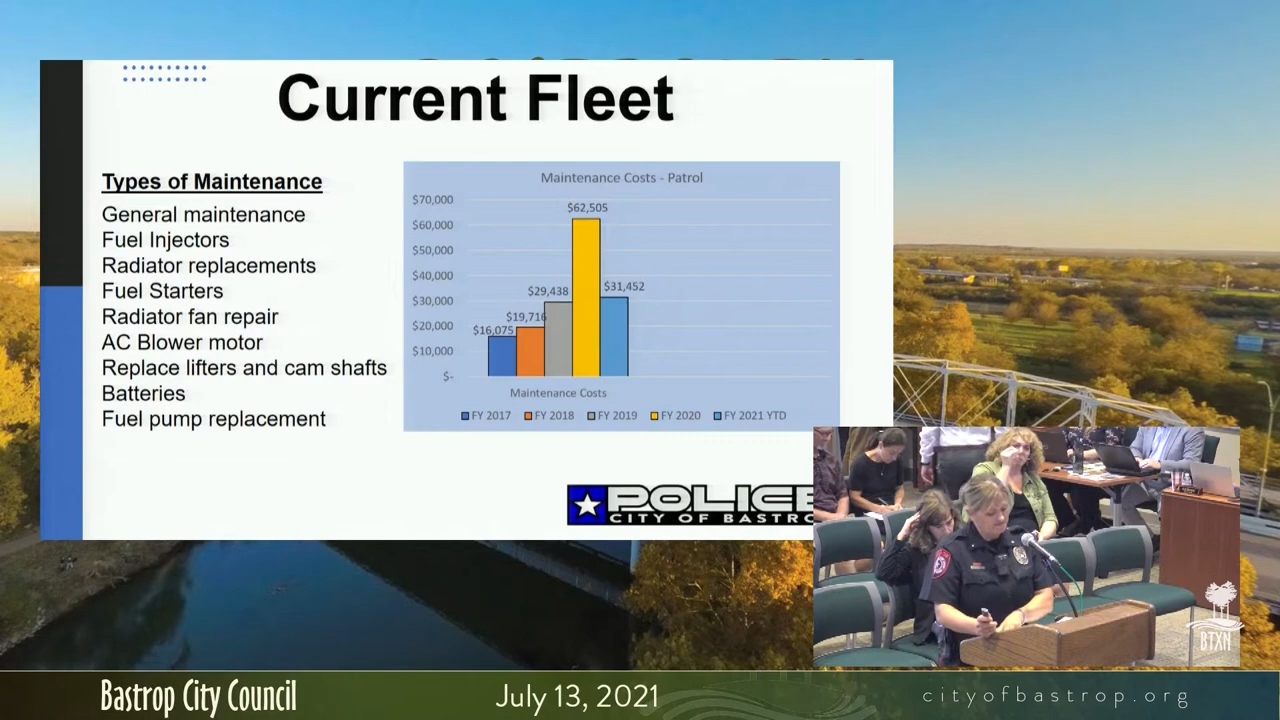 Current Fleet
Types of Maintenance
General maintenance
Fuel Injectors
Radiator replacements
Fuel Starters
Radiator fan repair
AC Blower motor
Replace lifters and cam shafts
Batteries
Fuel pump replacement
Maintenance Costs - Patrol
$70,000
$60,000
$50,000
$40,000
$30,000
$20,000
$10,000
$-
$16,075
$19,716
$29,438
$62,505
$31,452
Maintenance Costs
FY 2017 FY 2018 FY 2019 FY 2020 FY 2021 YTD
POLICE
CITY OF BASTRO
BTXN
Bastrop City Council July 13, 2021 cityofbastrop.org